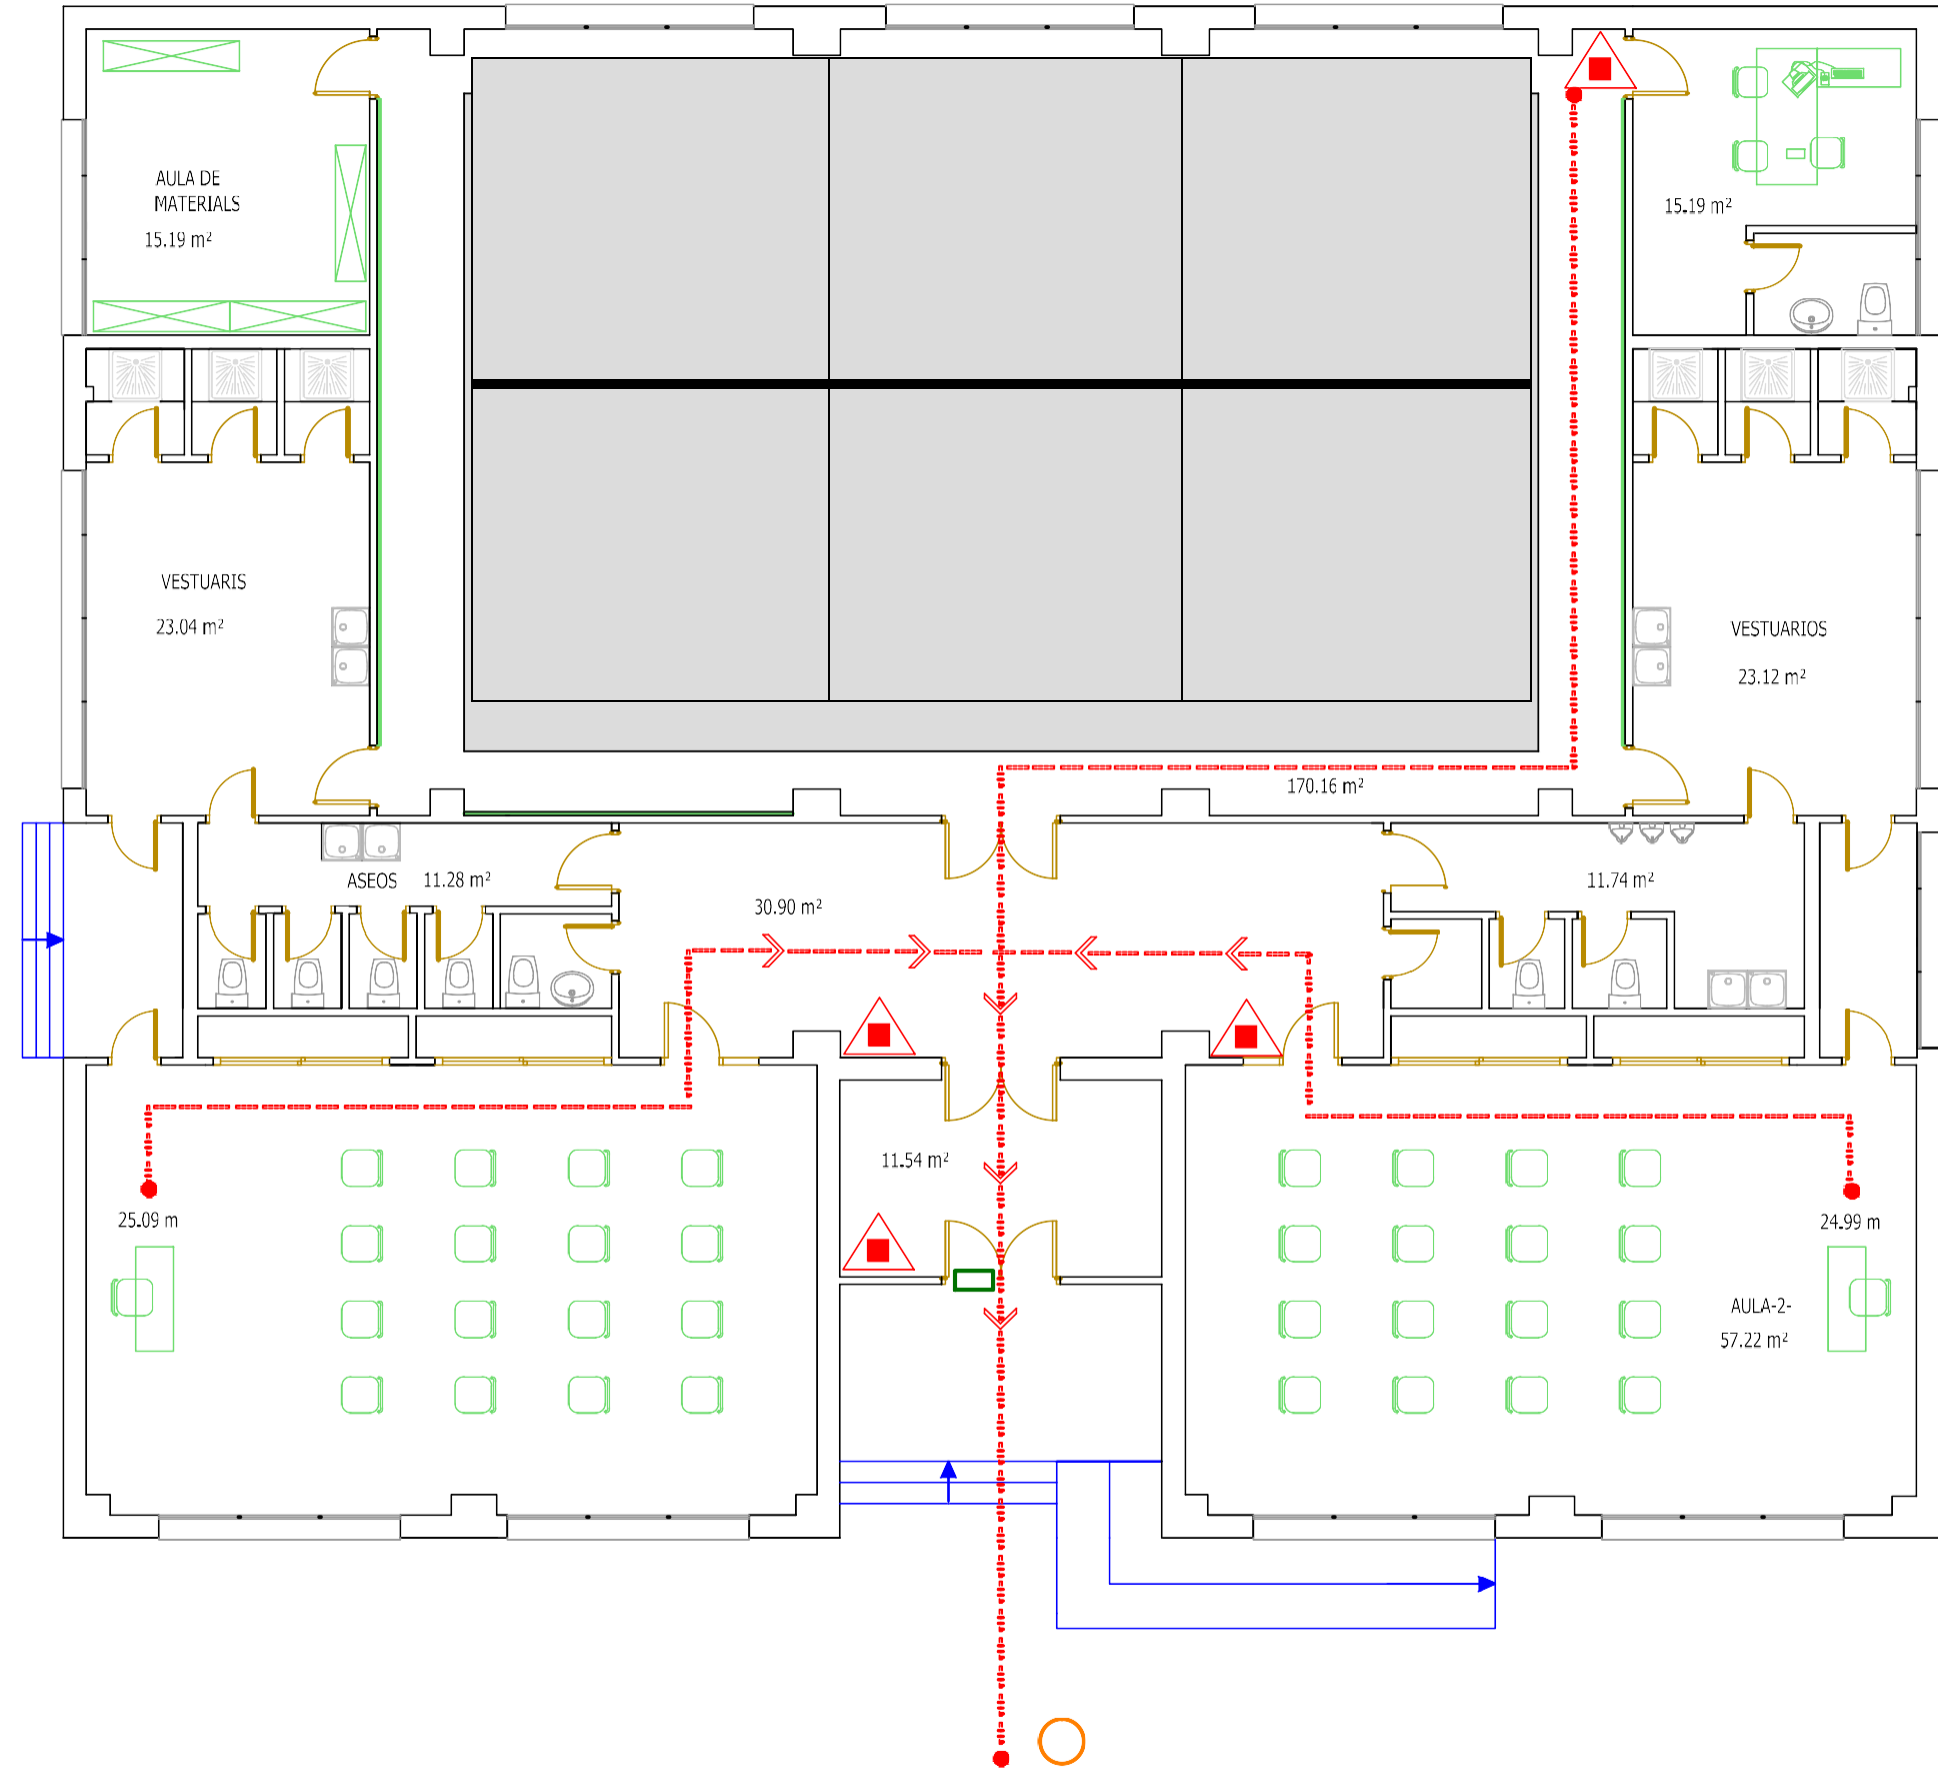 AULA DE
MATERIALS
15.19 m²
15.19 m²
VESTUARIS
23.04 m²
VESTUARIOS
23.12 m²
170.16 m²
ASEOS 11.28 m²
30.90 m²
11.74 m²
11.54 m²
25.09 m
24.99 m
AULA-2-
57.22 m²